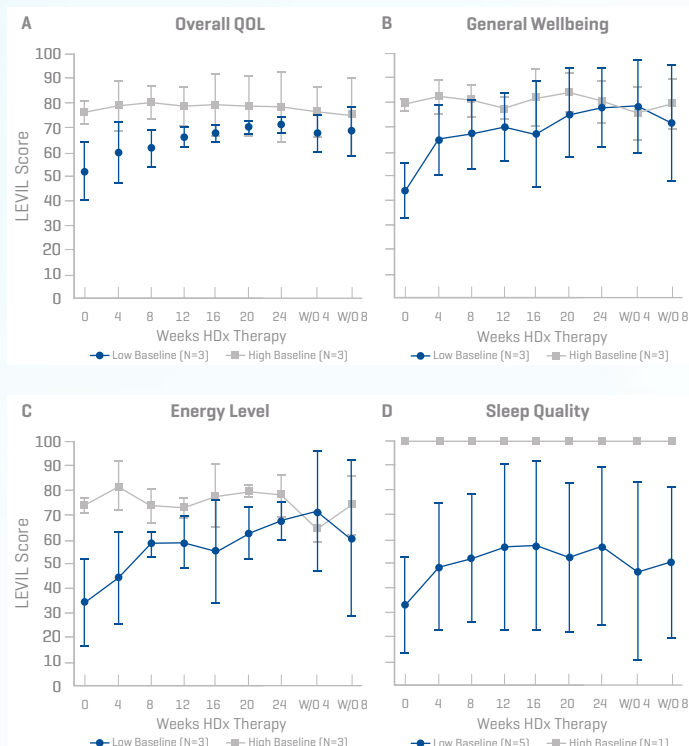 A Overall QOL
LEVIL Score
100
90
80
70
60
50
40
30
20
10
0
0 4 8 12 16 20 24 W/O 4 W/O 8
Weeks HDx Therapy
Low Baseline (N=3) High Baseline (N=3)
B General Wellbeing
0 4 8 12 16 20 24 W/O 4 W/O 8
Weeks HDx Therapy
Low Baseline (N=3) High Baseline (N=3)
C Energy Level
LEVIL Score
100
90
80
70
60
50
40
30
20
10
0
0 4 8 12 16 20 24 W/O 4 W/O 8
Weeks HDx Therapy
Low Baseline (N=3) High Baseline (N=3)
D Sleep Quality
0 4 8 12 16 20 24 W/O 4 W/O 8
Weeks HDx Therapy
Low Baseline (N=5) High Baseline (N=1)